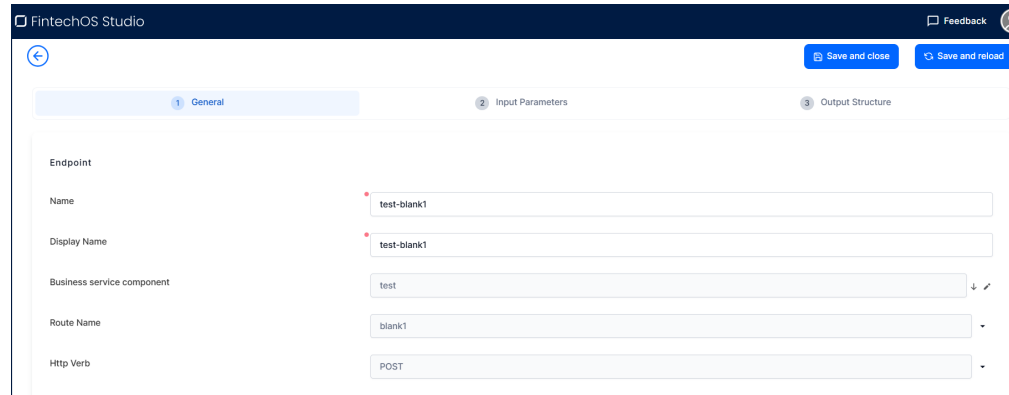 FintechOS Studio
Feedback
Save and close
Save and reload
1 General
2 Input Parameters
3 Output Structure
Endpoint
Name
test-blank1
Display Name
test-blank1
Business service component
test
Route Name
blank1
Http Verb
POST